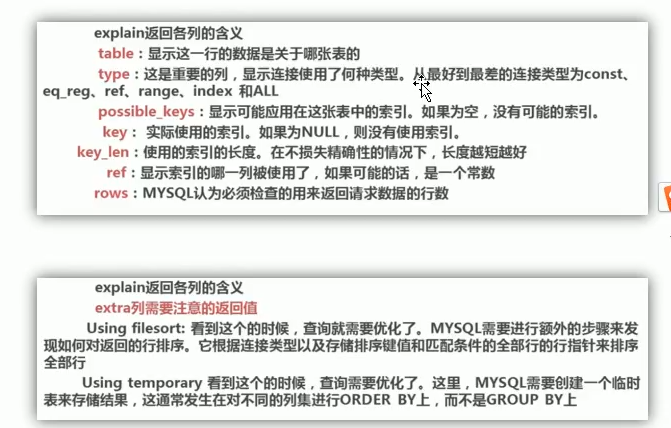 explain返回各列的含义
table：显示这一行的数据是关于哪张表的
type：这是重要的列，显示连接使用了何种类型。从最好到最差的连接类型为const、
eq_reg、ref、range、index 和ALL
possible_keys：显示可能应用在这张表中的索引。如果为空，没有可能的索引。
key： 实际使用的索引。如果为NULL，则没有使用索引。
key_len：使用的索引的长度。在不损失精确性的情况下，长度越短越好
ref：显示索引的哪一列被使用了，如果可能的话，是一个常数
rows：MYSQL认为必须检查的用来返回请求数据的行数
explain返回各列的含义
extra列需要注意的返回值
Using filesort: 看到这个的时候，查询就需要优化了。MYSQL需要进行额外的步骤来发
现如何对返回的行排序。它根据连接类型以及存储排序键值和匹配条件的全部行的行指针来排序
全部行
Using temporary 看到这个的时候，查询需要优化了。这里，MYSQL需要创建一个临时
表来存储结果，这通常发生在对不同的列集进行ORDER BY上，而不是GROUP BY上